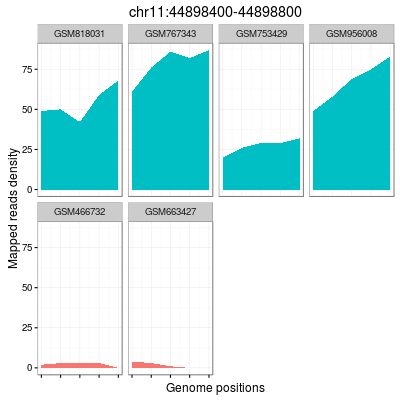 chr11:44898400-44898800
GSM818031 GSM767343 GSM753429 GSM956008
75
50
25
0
GSM466732 GSM663427
75
50
25
0
Mapped reads density
Genome positions